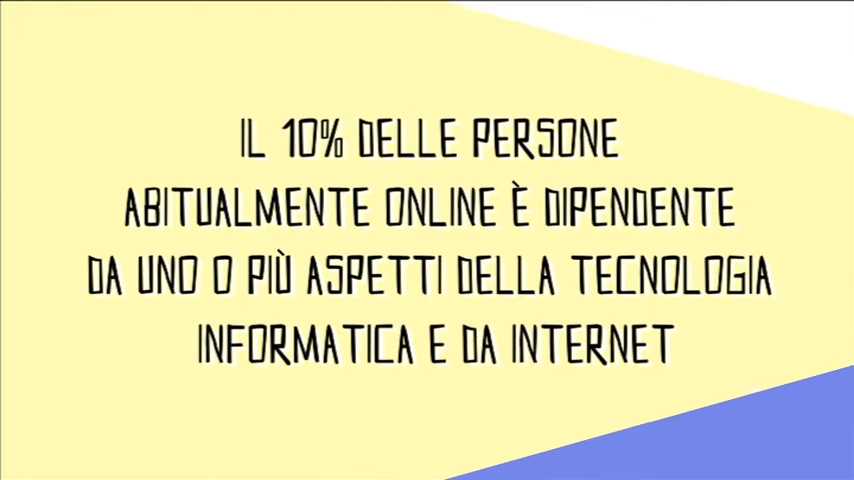 IL 10% DELLE PERSONE
ABITUALMENTE ONLINE È DIPENDENTE
DA UNO O PIÙ ASPETTI DELLA TECNOLOGIA
INFORMATICA E DA INTERNET